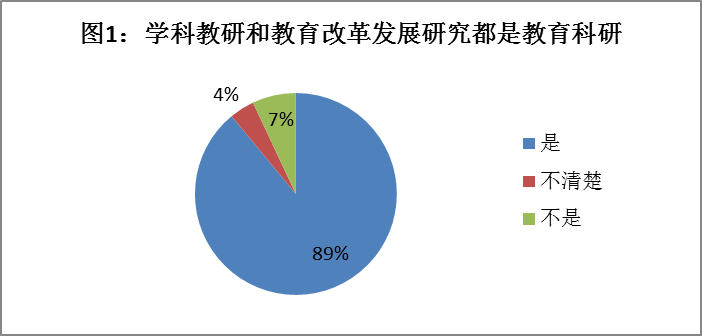 图1：学科教研和教育改革发展研究都是教育科研
4%
7%
89%
是
不清楚
不是